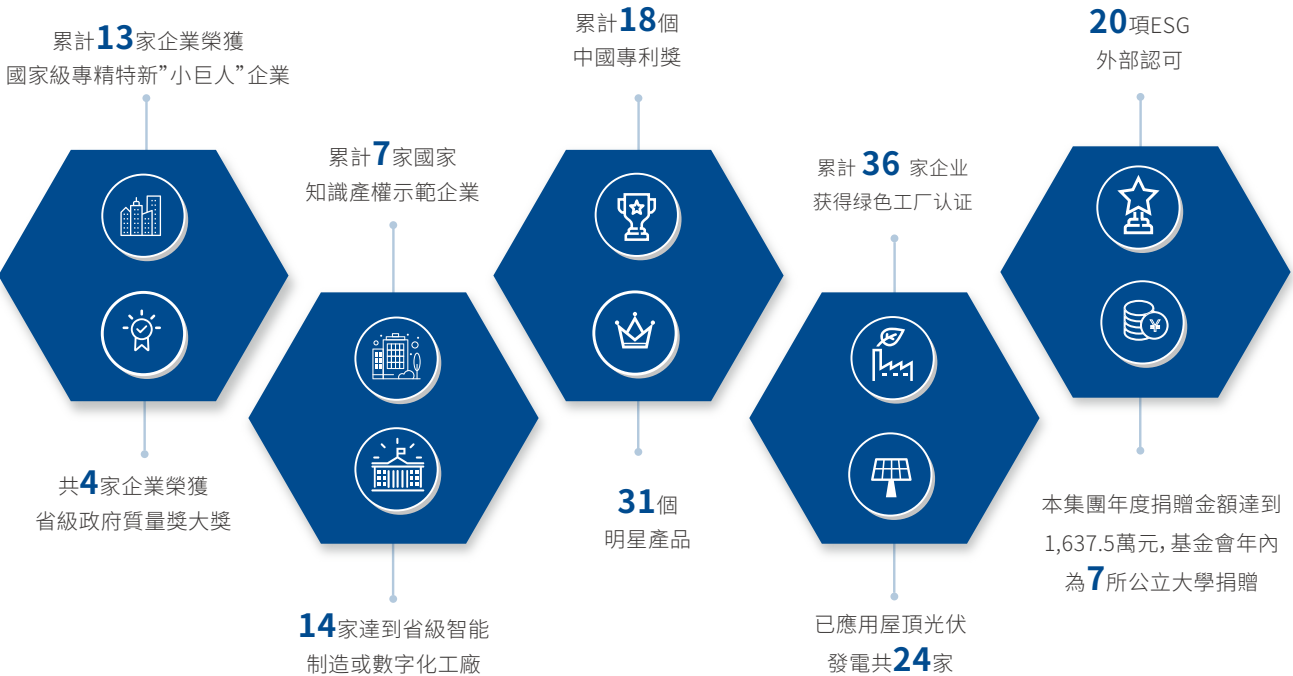 累計13家企業榮獲
國家級專精特新”小巨人”企業
共4家企業榮獲
省級政府質量獎大獎
累計7家國家
知識產權示範企業
14家達到省級智能
制造或數字化工廠
累計18個
中國專利獎
31個
明星產品
累計 36 家企业
获得绿色工厂认证
已應用屋頂光伏
發電共24家
20項ESG
外部認可
本集團年度捐贈金額達到
1,637.5萬元,基金會年內
為7所公立大學捐贈
¥